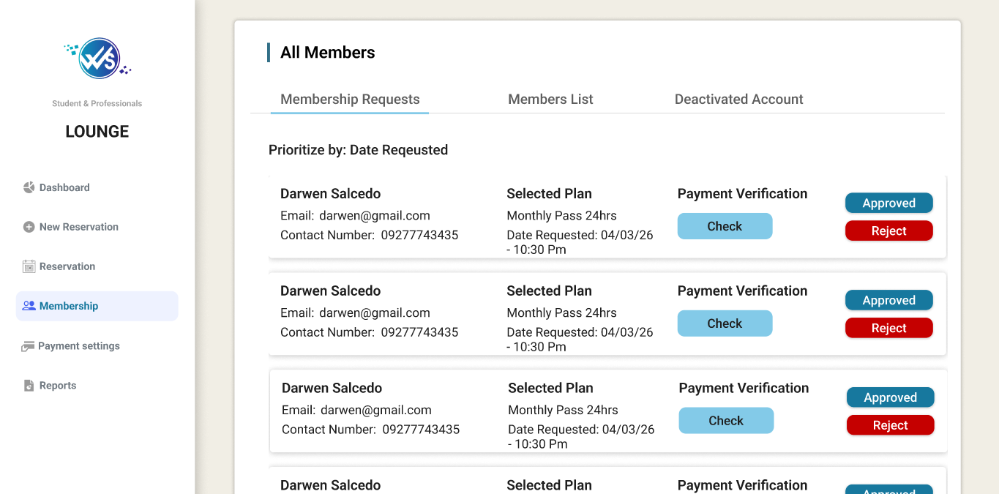 WS
Student & Professionals
LOUNGE
Dashboard
New Reservation
Reservation
Membership
Payment settings
Reports
All Members
Membership Requests Members List Deactivated Account
Prioritize by: Date Reqeusted
Darwen Salcedo Selected Plan Payment Verification
Approved
Email: darwen@gmail.com Monthly Pass 24hrs
Check
Contact Number: 09277743435 Date Requested: 04/03/26
Reject
- 10:30 Pm
Darwen Salcedo Selected Plan Payment Verification
Approved
Email: darwen@gmail.com Monthly Pass 24hrs
Check
Contact Number: 09277743435 Date Requested: 04/03/26
Reject
- 10:30 Pm
Darwen Salcedo Selected Plan Payment Verification
Approved
Email: darwen@gmail.com Monthly Pass 24hrs
Check
Contact Number: 09277743435 Date Requested: 04/03/26
Reject
- 10:30 Pm
Darwen Salcedo Selected Plan Payment Verification
Approved